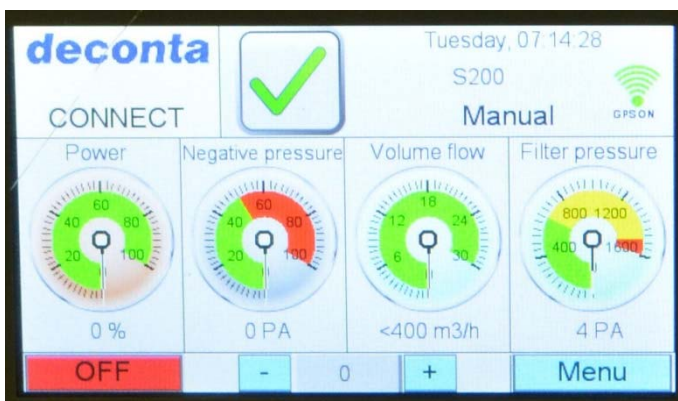 deconta
CONNECT
Tuesday, 07:14:28
S200
Manual
GPS ON
Power
Negative pressure
Volume flow
Filter pressure
20 40 60 80 100
20 40 60 80 100
6 12 18 24 30
400 800 1200 1600
0 %
0 PA
<400 m3/h
4 PA
OFF
-
0
+
Menu